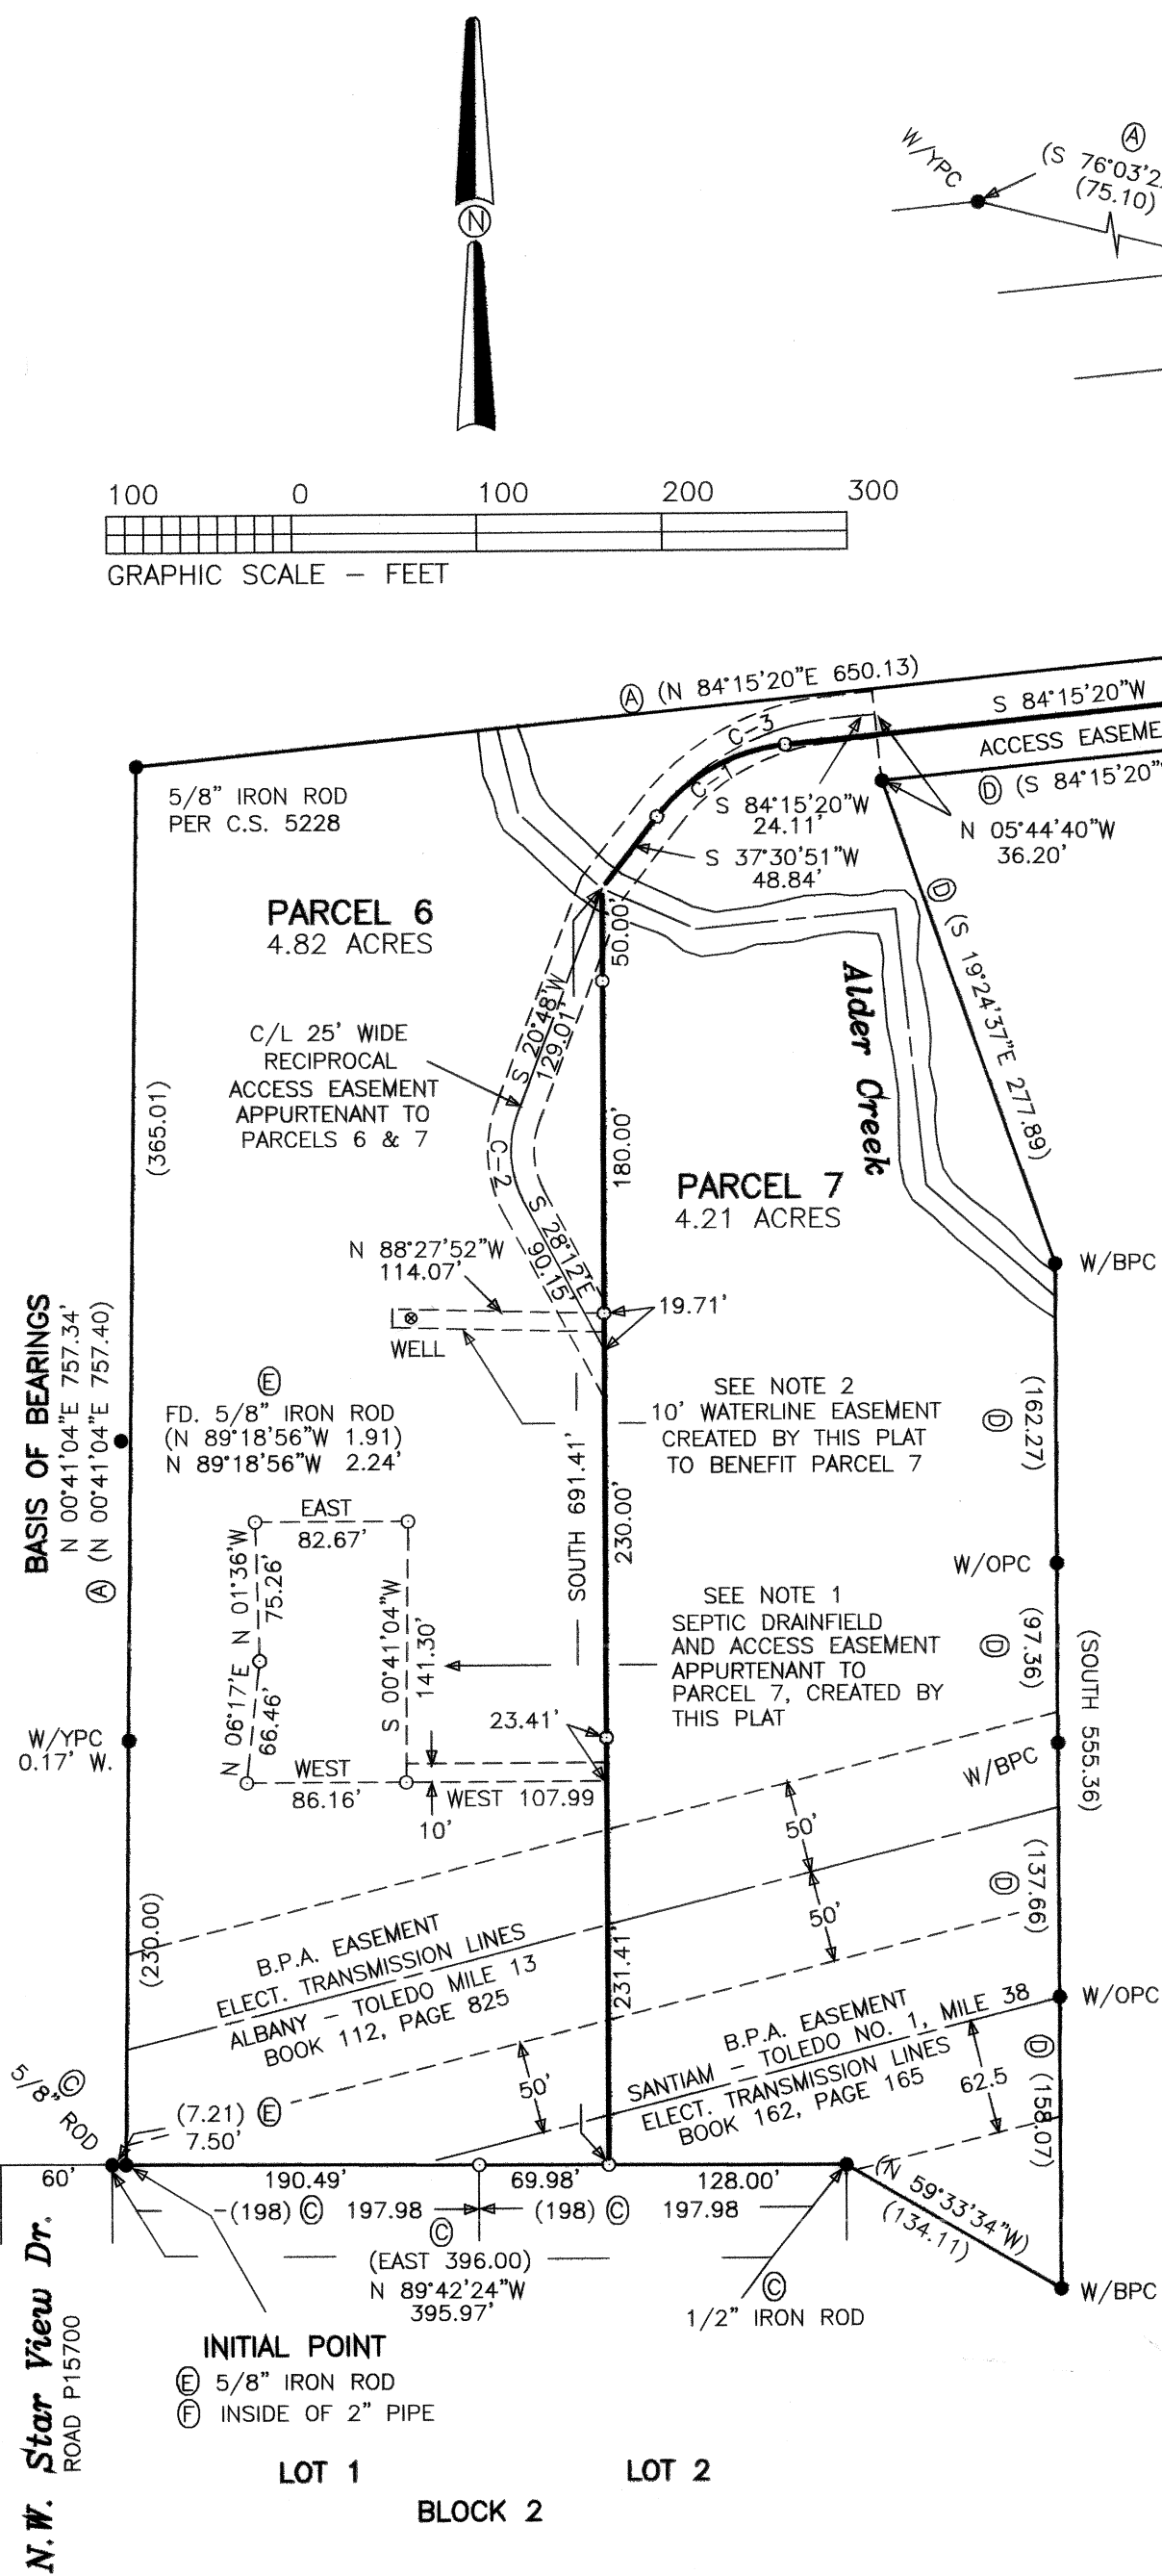 N
W/YPC
Ⓐ
(S 76°03'2
(75.10)
100 0 100 200 300
GRAPHIC SCALE – FEET
Ⓐ (N 84°15'20"E 650.13)
S 84°15'20"W
ACCESS EASEME
Ⓓ (S 84°15'20"
C-3
C-1
S 84°15'20"W
24.11'
N 05°44'40"W
36.20'
S 37°30'51"W
48.84'
5/8" IRON ROD
PER C.S. 5228
PARCEL 6
4.82 ACRES
50.00'
Ⓓ (S 19°24'37"E 277.89)
Alder Creek
C/L 25' WIDE
RECIPROCAL
ACCESS EASEMENT
APPURTENANT TO
PARCELS 6 & 7
S 20°48'W
129.01'
(365.01)
180.00'
C-2
PARCEL 7
4.21 ACRES
S 28°12'E
90.15'
N 88°27'52"W
114.07'
W/BPC
19.71'
WELL
BASIS OF BEARINGS
N 00°41'04"E 757.34'
Ⓐ (N 00°41'04"E 757.40)
Ⓔ
FD. 5/8" IRON ROD
(N 89°18'56"W 1.91)
N 89°18'56"W 2.24'
SEE NOTE 2
10' WATERLINE EASEMENT
CREATED BY THIS PLAT
TO BENEFIT PARCEL 7
(162.27)
Ⓓ
SOUTH 691.41'
230.00'
EAST
82.67'
N 01°36'W
75.26'
N 06°17'E
66.46'
S 00°41'04"W
141.30'
W/OPC
SEE NOTE 1
SEPTIC DRAINFIELD
AND ACCESS EASEMENT
APPURTENANT TO
PARCEL 7, CREATED BY
THIS PLAT
(97.36)
Ⓓ
(SOUTH 555.36)
W/YPC
0.17' W.
23.41'
W/BPC
WEST
86.16'
WEST 107.99
10'
50'
50'
(137.66)
Ⓓ
(230.00)
B.P.A. EASEMENT
ELECT. TRANSMISSION LINES
ALBANY – TOLEDO MILE 13
BOOK 112, PAGE 825
231.41'
B.P.A. EASEMENT
SANTIAM – TOLEDO NO. 1, MILE 38
ELECT. TRANSMISSION LINES
BOOK 162, PAGE 165
W/OPC
62.5
50'
Ⓓ (158.07)
5/8" Ⓒ
ROD
(7.21) Ⓔ
7.50'
60'
190.49'
69.98'
128.00'
(198) Ⓒ 197.98
(198) Ⓒ 197.98
(N 59°33'34"W)
(134.11)
Ⓒ
(EAST 396.00)
N 89°42'24"W
395.97'
Ⓒ
1/2" IRON ROD
W/BPC
INITIAL POINT
Ⓔ 5/8" IRON ROD
Ⓕ INSIDE OF 2" PIPE
N.W. Star View Dr.
ROAD P15700
LOT 1
LOT 2
BLOCK 2